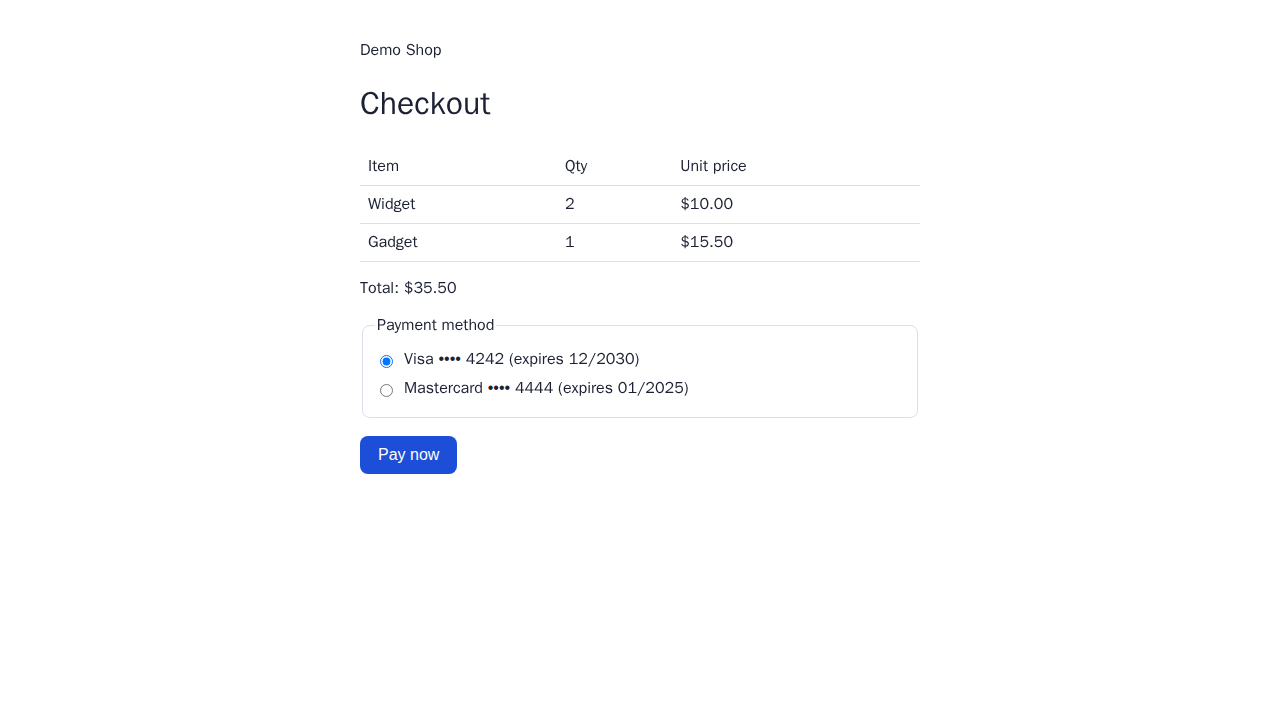 Demo Shop
Checkout
Item Qty Unit price
Widget 2 $10.00
Gadget 1 $15.50
Total: $35.50
Payment method
Visa •••• 4242 (expires 12/2030)
Mastercard •••• 4444 (expires 01/2025)
Pay now